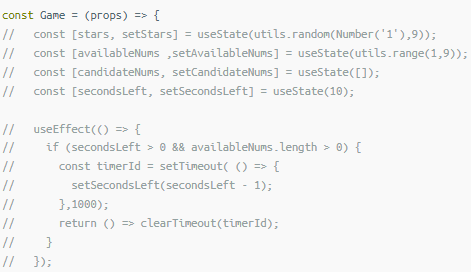 const Game = (props) => {
//   const [stars, setStars] = useState(utils.random(Number('1'),9));
//   const [availableNums ,setAvailableNums] = useState(utils.range(1,9));
//   const [candidateNums, setCandidateNums] = useState([]);
//   const [secondsLeft, setSecondsLeft] = useState(10);

//   useEffect(() => {
//     if (secondsLeft > 0 && availableNums.length > 0) {
//       const timerId = setTimeout( () => {
//         setSecondsLeft(secondsLeft - 1);
//       },1000);
//       return () => clearTimeout(timerId);
//     }
//   });